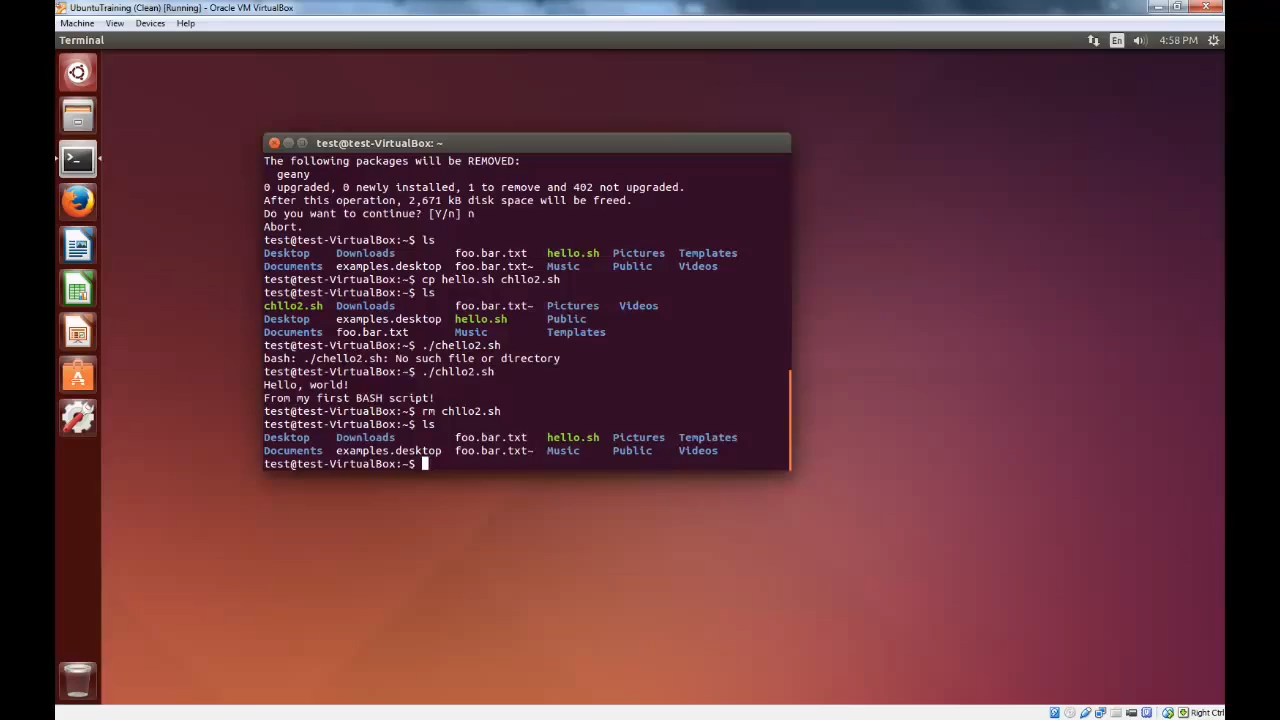 UbuntuTraining (Clean) [Running] - Oracle VM VirtualBox
Machine View Devices Help
Terminal En 4:58 PM
test@test-VirtualBox: ~
The following packages will be REMOVED:
  geany
0 upgraded, 0 newly installed, 1 to remove and 402 not upgraded.
After this operation, 2,671 kB disk space will be freed.
Do you want to continue? [Y/n] n
Abort.
test@test-VirtualBox:~$ ls
Desktop    Downloads         foo.bar.txt   hello.sh  Pictures  Templates
Documents  examples.desktop  foo.bar.txt~  Music     Public    Videos
test@test-VirtualBox:~$ cp hello.sh chllo2.sh
test@test-VirtualBox:~$ ls
chllo2.sh  Downloads         foo.bar.txt~  Pictures   Videos
Desktop    examples.desktop  hello.sh      Public
Documents  foo.bar.txt       Music         Templates
test@test-VirtualBox:~$ ./chello2.sh
bash: ./chello2.sh: No such file or directory
test@test-VirtualBox:~$ ./chllo2.sh
Hello, world!
From my first BASH script!
test@test-VirtualBox:~$ rm chllo2.sh
test@test-VirtualBox:~$ ls
Desktop    Downloads         foo.bar.txt   hello.sh  Pictures  Templates
Documents  examples.desktop  foo.bar.txt~  Music     Public    Videos
test@test-VirtualBox:~$
Right Ctrl